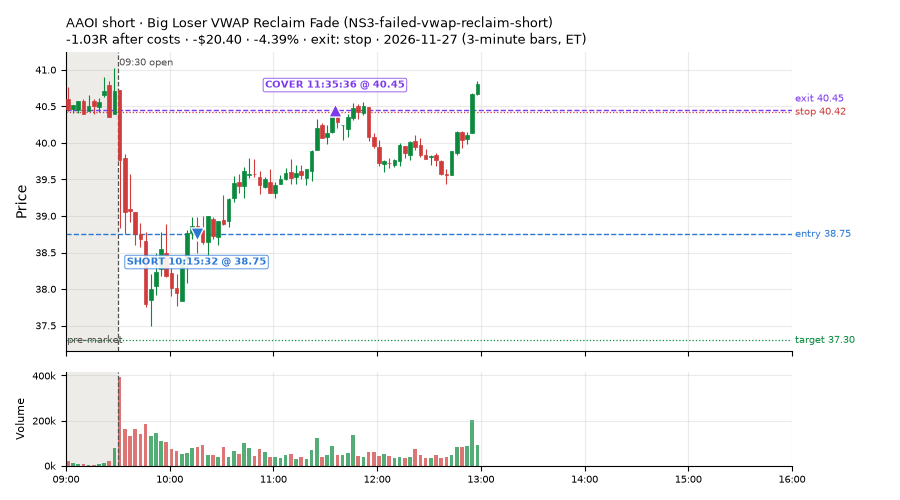 AAOI short · Big Loser VWAP Reclaim Fade (NS3-failed-vwap-reclaim-short)
-1.03R after costs · -$20.40 · -4.39% · exit: stop · 2026-11-27 (3-minute bars, ET)
09:30 open
COVER 11:35:36 @ 40.45
SHORT 10:15:32 @ 38.75
pre-market
exit 40.45
stop 40.42
entry 38.75
target 37.30
Price
41.0
40.5
40.0
39.5
39.0
38.5
38.0
37.5
Volume
400k
200k
0k
09:00
10:00
11:00
12:00
13:00
14:00
15:00
16:00